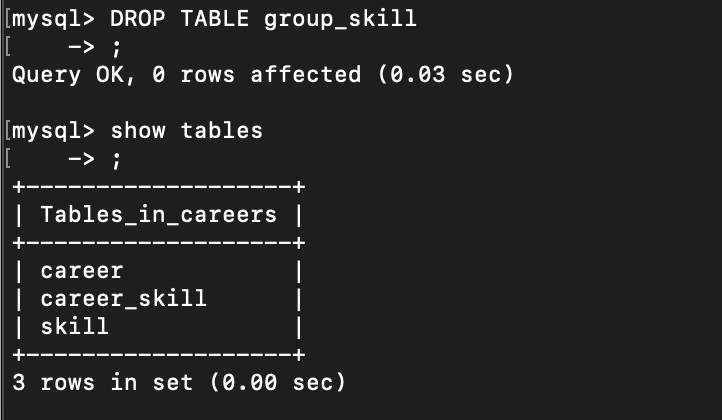 [mysql> DROP TABLE group_skill
[    -> ;
Query OK, 0 rows affected (0.03 sec)

[mysql> show tables
[    -> ;
+-------------------+
| Tables_in_careers |
+-------------------+
| career            |
| career_skill      |
| skill             |
+-------------------+
3 rows in set (0.00 sec)